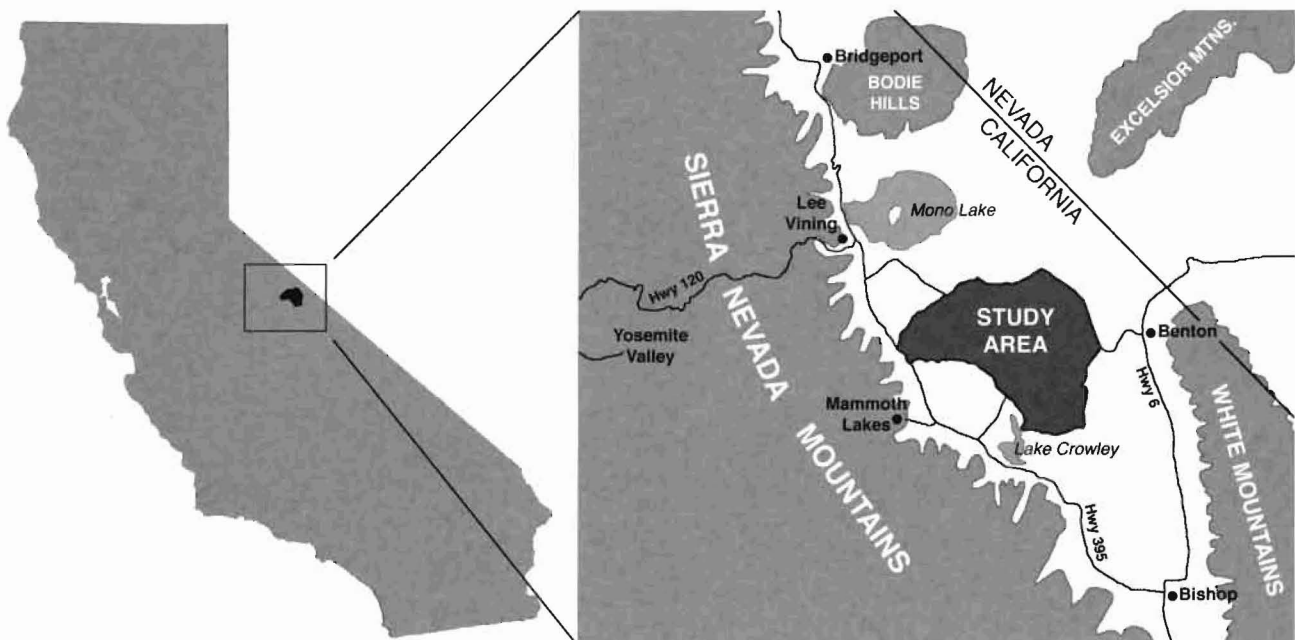 Bridgeport
BODIE
HILLS
EXCELSIOR MTNS.
NEVADA
CALIFORNIA
SIERRA
NEVADA
MOUNTAINS
Lee
Vining
Mono Lake
Hwy 120
Yosemite
Valley
STUDY
AREA
Benton
Hwy 6
Mammoth
Lakes
Lake Crowley
WHITE MOUNTAINS
Hwy 395
Bishop